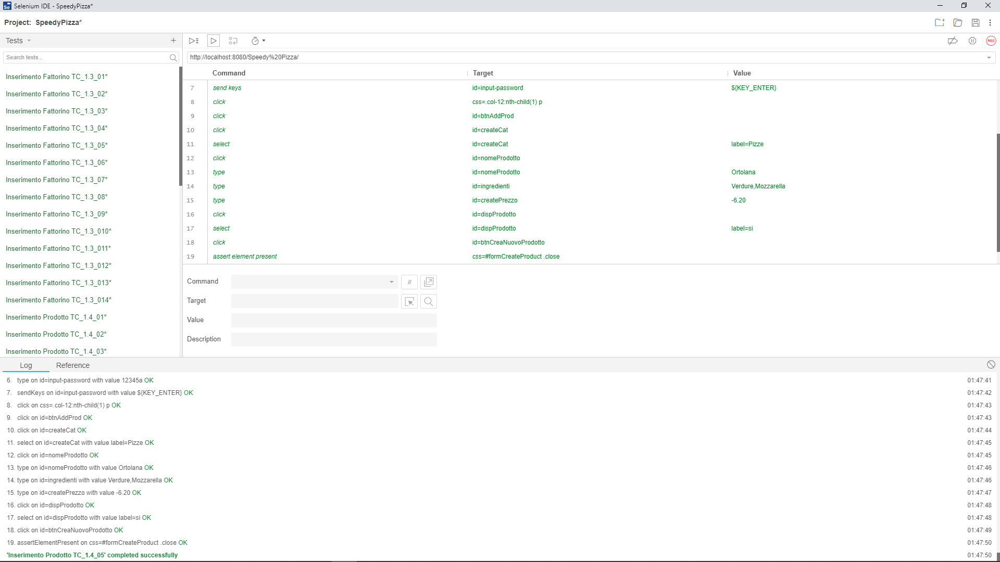 Selenium IDE - SpeedyPizza*
Project: SpeedyPizza*
Tests
Search tests...
http://localhost:8080/Speedy%20Pizza/
REC
Inserimento Fattorino TC_1.3_01*
Inserimento Fattorino TC_1.3_02*
Inserimento Fattorino TC_1.3_03*
Inserimento Fattorino TC_1.3_04*
Inserimento Fattorino TC_1.3_05*
Inserimento Fattorino TC_1.3_06*
Inserimento Fattorino TC_1.3_07*
Inserimento Fattorino TC_1.3_08*
Inserimento Fattorino TC_1.3_09*
Inserimento Fattorino TC_1.3_010*
Inserimento Fattorino TC_1.3_011*
Inserimento Fattorino TC_1.3_012*
Inserimento Fattorino TC_1.3_013*
Inserimento Fattorino TC_1.3_014*
Inserimento Prodotto TC_1.4_01*
Inserimento Prodotto TC_1.4_02*
Inserimento Prodotto TC_1.4_03*
Command Target Value
7 send keys id=input-password ${KEY_ENTER}
8 click css=.col-12:nth-child(1) p
9 click id=btnAddProd
10 click id=createCat
11 select id=createCat label=Pizze
12 click id=nomeProdotto
13 type id=nomeProdotto Ortolana
14 type id=ingredienti Verdure,Mozzarella
15 type id=createPrezzo -6.20
16 click id=dispProdotto
17 select id=dispProdotto label=si
18 click id=btnCreaNuovoProdotto
19 assert element present css=#formCreateProduct .close
Command //
Target
Value
Description
Log Reference
6. type on id=input-password with value 12345a OK 01:47:41
7. sendKeys on id=input-password with value ${KEY_ENTER} OK 01:47:42
8. click on css=.col-12:nth-child(1) p OK 01:47:43
9. click on id=btnAddProd OK 01:47:43
10. click on id=createCat OK 01:47:44
11. select on id=createCat with value label=Pizze OK 01:47:45
12. click on id=nomeProdotto OK 01:47:45
13. type on id=nomeProdotto with value Ortolana OK 01:47:46
14. type on id=ingredienti with value Verdure,Mozzarella OK 01:47:46
15. type on id=createPrezzo with value -6.20 OK 01:47:47
16. click on id=dispProdotto OK 01:47:48
17. select on id=dispProdotto with value label=si OK 01:47:48
18. click on id=btnCreaNuovoProdotto OK 01:47:49
19. assertElementPresent on css=#formCreateProduct .close OK 01:47:50
'Inserimento Prodotto TC_1.4_05' completed successfully 01:47:50